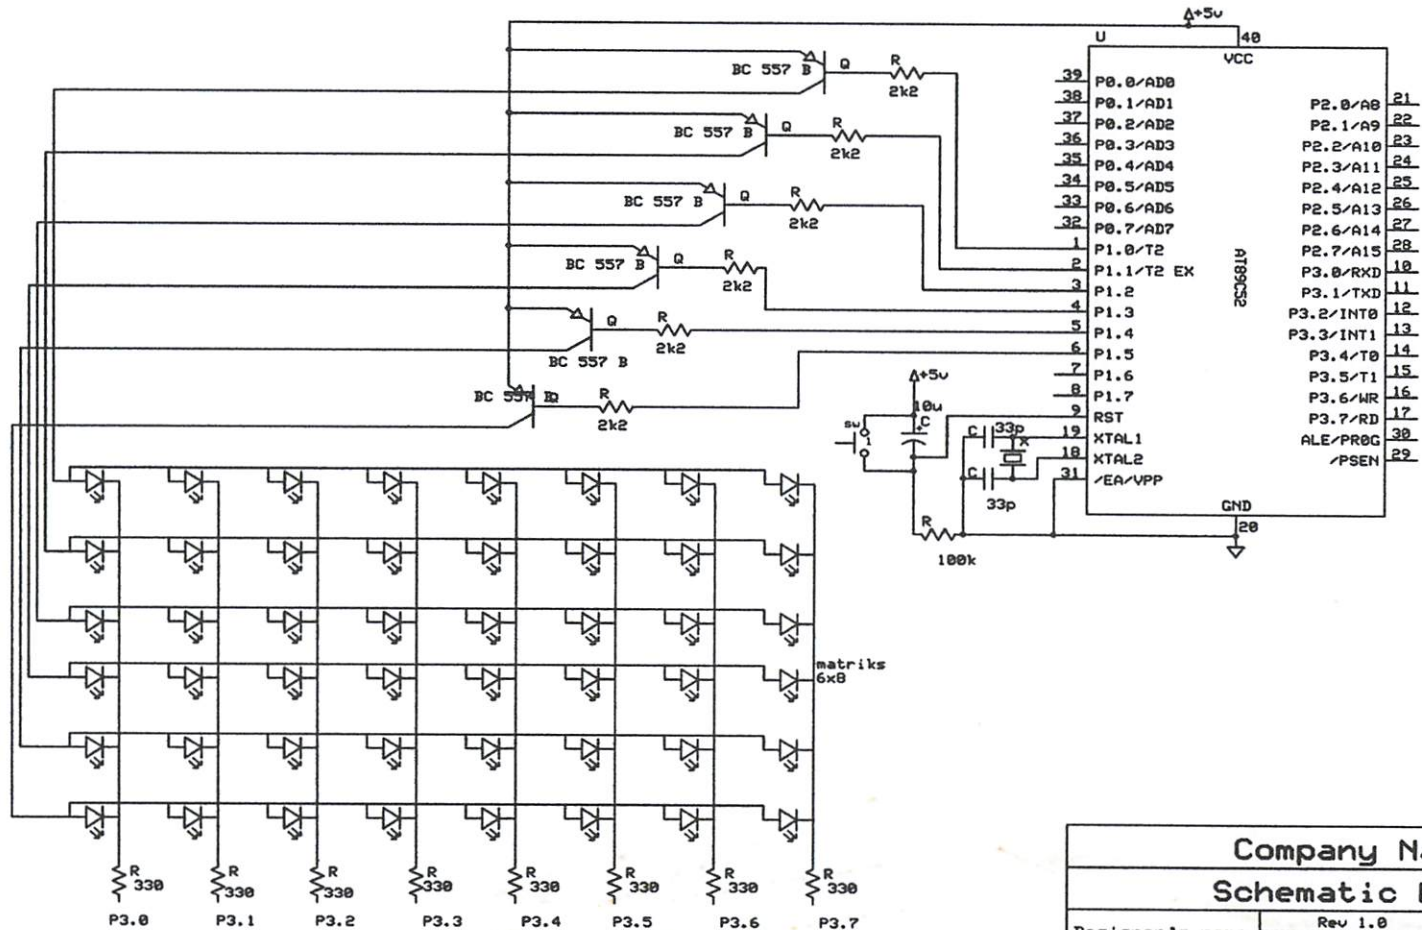 +5v
U
40
VCC
BC 557 B
Q
R
2k2
BC 557 B
Q
R
2k2
BC 557 B
Q
R
2k2
BC 557 B
Q
R
2k2
BC 557 B
Q
R
2k2
BC 557 B
Q
R
2k2
39 P0.0/AD0
38 P0.1/AD1
37 P0.2/AD2
36 P0.3/AD3
35 P0.4/AD4
34 P0.5/AD5
33 P0.6/AD6
32 P0.7/AD7
1 P1.0/T2
2 P1.1/T2 EX
3 P1.2
4 P1.3
5 P1.4
6 P1.5
7 P1.6
8 P1.7
9 RST
19 XTAL1
18 XTAL2
31 /EA/VPP
AT89C52
P2.0/A8 21
P2.1/A9 22
P2.2/A10 23
P2.3/A11 24
P2.4/A12 25
P2.5/A13 26
P2.6/A14 27
P2.7/A15 28
P3.0/RXD 10
P3.1/TXD 11
P3.2/INT0 12
P3.3/INT1 13
P3.4/T0 14
P3.5/T1 15
P3.6/WR 16
P3.7/RD 17
ALE/PROG 30
/PSEN 29
GND
20
+5v
10u
C
+
sw
1
C
33p
X
C
33p
R
100k
matriks
6x8
R
330
R
330
R
330
R
330
R
330
R
330
R
330
R
330
P3.0
P3.1
P3.2
P3.3
P3.4
P3.5
P3.6
P3.7
Company
Schematic
Rev 1.0